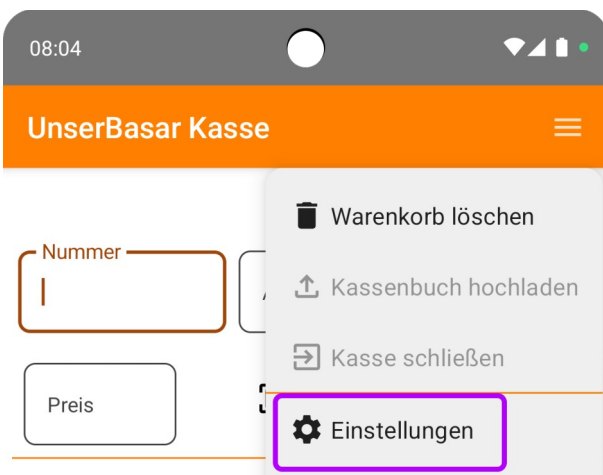 08:04
UnserBasar Kasse
Warenkorb löschen
Nummer
Kassenbuch hochladen
Kasse schließen
Preis
Einstellungen